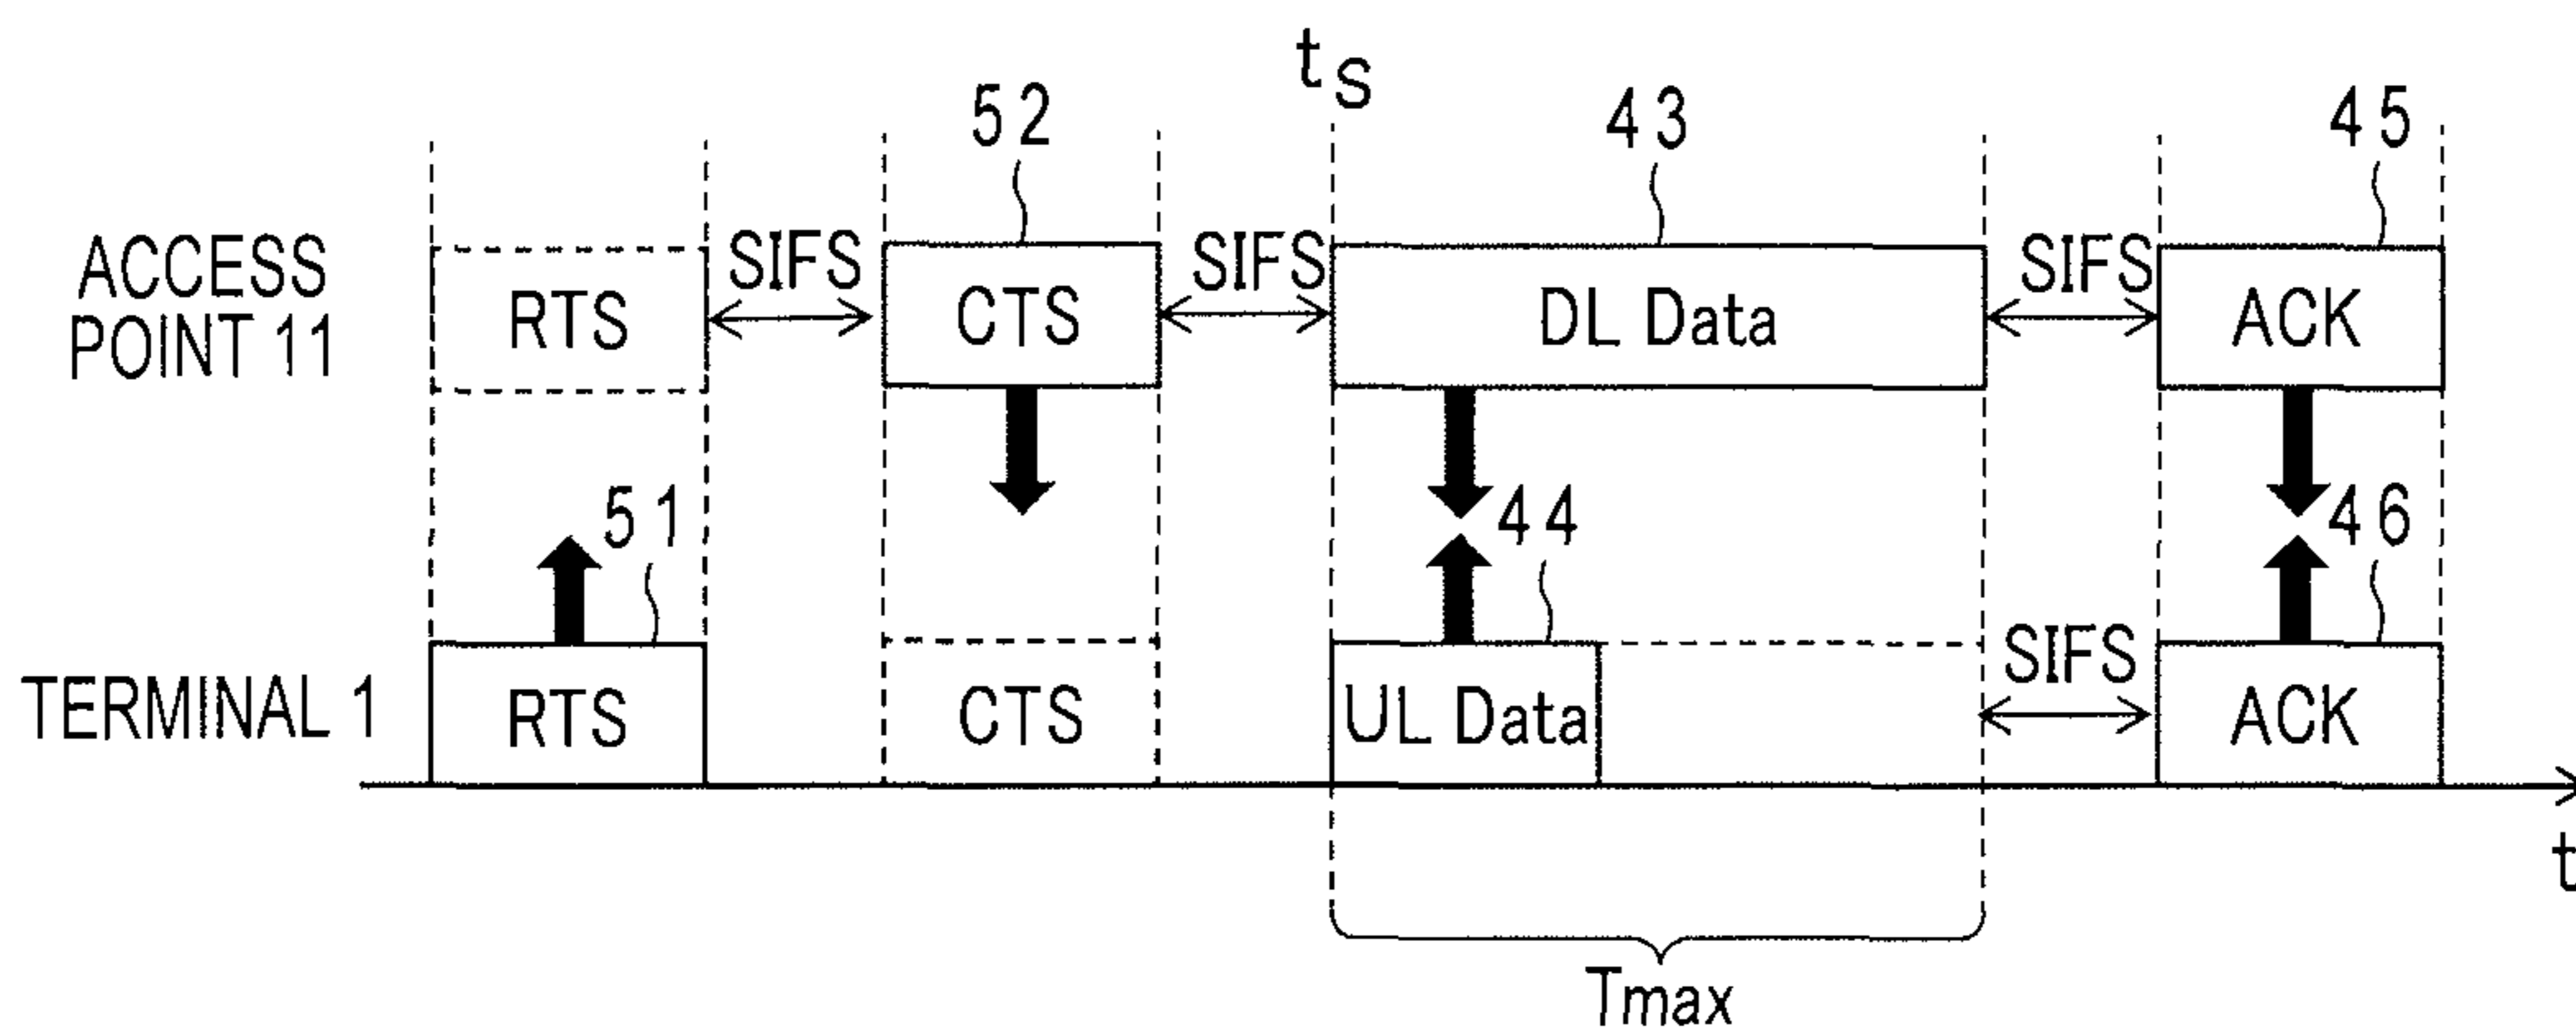 tS
52
43
45
ACCESS
POINT 11
RTS
SIFS
CTS
SIFS
DL Data
SIFS
ACK
51
44
46
TERMINAL 1
RTS
CTS
UL Data
SIFS
ACK
t
Tmax